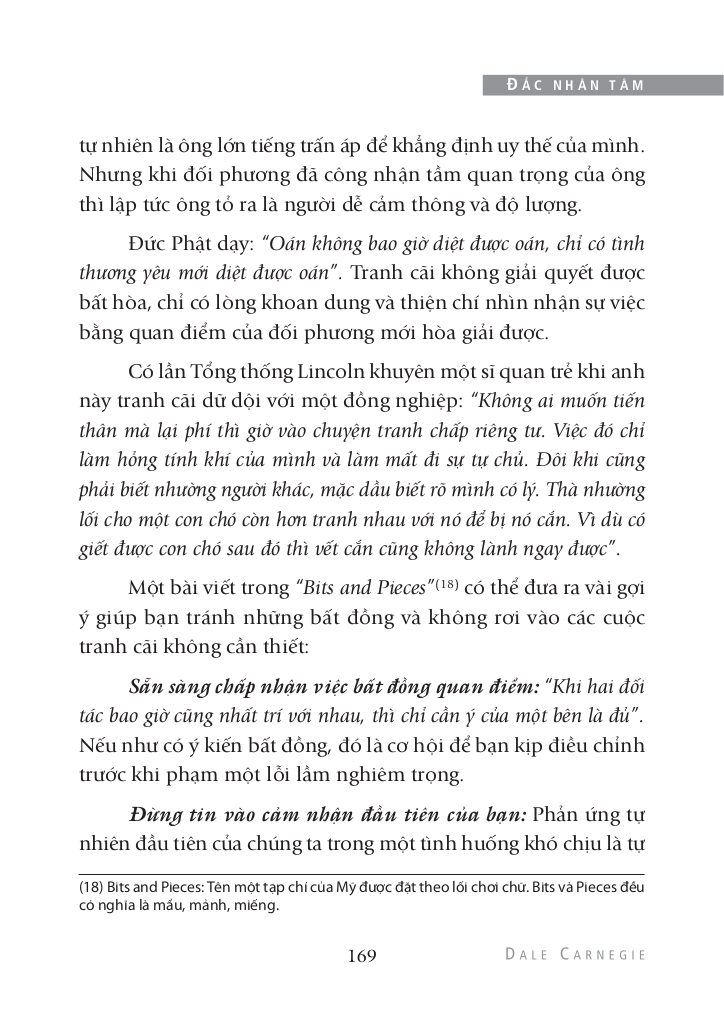 ĐẮC NHÂN TÂM
tự nhiên là ông lớn tiếng trấn áp để khẳng định uy thế của mình.
Nhưng khi đối phương đã công nhận tầm quan trọng của ông
thì lập tức ông tỏ ra là người dễ cảm thông và độ lượng.
Đức Phật dạy: “Oán không bao giờ diệt được oán, chỉ có tình
thương yêu mới diệt được oán”. Tranh cãi không giải quyết được
bất hòa, chỉ có lòng khoan dung và thiện chí nhìn nhận sự việc
bằng quan điểm của đối phương mới hòa giải được.
Có lần Tổng thống Lincoln khuyên một sĩ quan trẻ khi anh
này tranh cãi dữ dội với một đồng nghiệp: “Không ai muốn tiến
thân mà lại phí thì giờ vào chuyện tranh chấp riêng tư. Việc đó chỉ
làm hỏng tính khí của mình và làm mất đi sự tự chủ. Đôi khi cũng
phải biết nhường người khác, mặc dầu biết rõ mình có lý. Thà nhường
lối cho một con chó còn hơn tranh nhau với nó để bị nó cắn. Vì dù có
giết được con chó sau đó thì vết cắn cũng không lành ngay được”.
Một bài viết trong “Bits and Pieces”(18) có thể đưa ra vài gợi
ý giúp bạn tránh những bất đồng và không rơi vào các cuộc
tranh cãi không cần thiết:
Sẵn sàng chấp nhận việc bất đồng quan điểm: “Khi hai đối
tác bao giờ cũng nhất trí với nhau, thì chỉ cần ý của một bên là đủ”.
Nếu như có ý kiến bất đồng, đó là cơ hội để bạn kịp điều chỉnh
trước khi phạm một lỗi lầm nghiêm trọng.
Đừng tin vào cảm nhận đầu tiên của bạn: Phản ứng tự
nhiên đầu tiên của chúng ta trong một tình huống khó chịu là tự
(18) Bits and Pieces: Tên một tạp chí của Mỹ được đặt theo lối chơi chữ. Bits và Pieces đều
có nghĩa là mẩu, mảnh, miếng.
169
DALE CARNEGIE